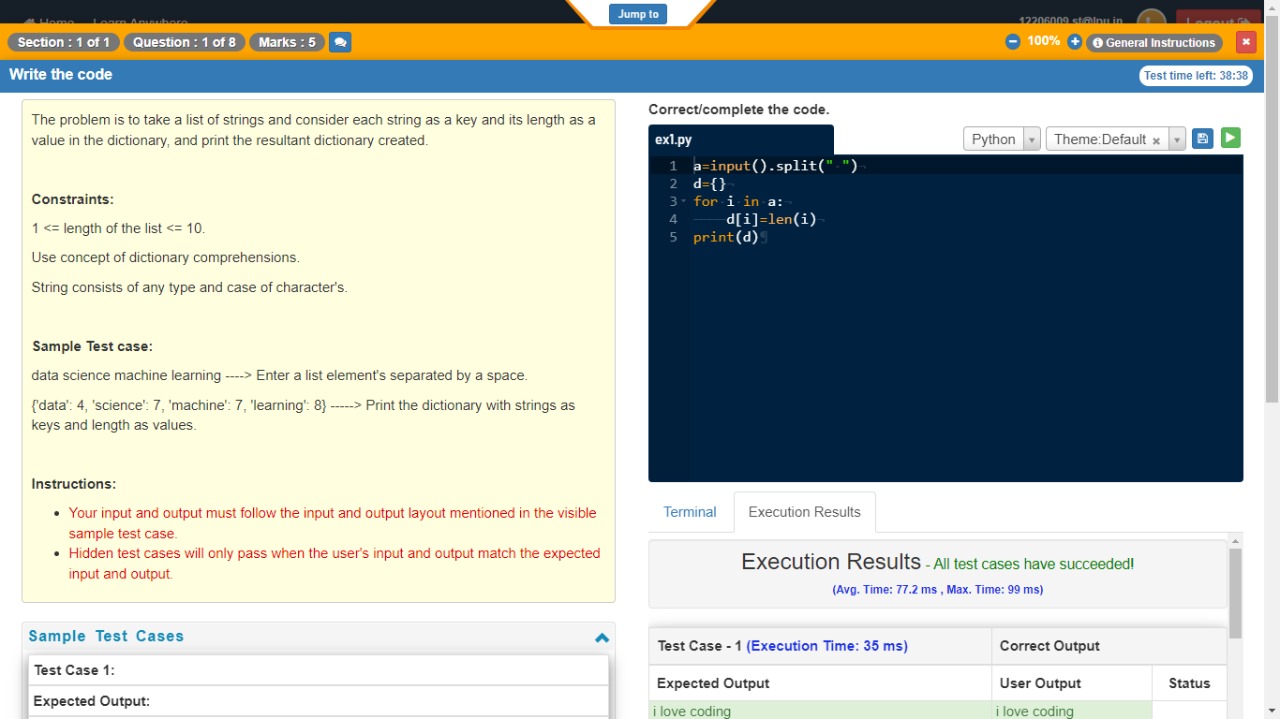 Jump to
Home Learn Anywhere
12206009.st@lpu.in
Logout
Section : 1 of 1 Question : 1 of 8 Marks : 5
100% General Instructions
Write the code
Test time left: 38:38
The problem is to take a list of strings and consider each string as a key and its length as a
value in the dictionary, and print the resultant dictionary created.
Constraints:
1 <= length of the list <= 10.
Use concept of dictionary comprehensions.
String consists of any type and case of character's.
Sample Test case:
data science machine learning ----> Enter a list element's separated by a space.
{'data': 4, 'science': 7, 'machine': 7, 'learning': 8} -----> Print the dictionary with strings as
keys and length as values.
Instructions:
• Your input and output must follow the input and output layout mentioned in the visible
sample test case.
• Hidden test cases will only pass when the user's input and output match the expected
input and output.
Sample Test Cases
Test Case 1:
Expected Output:
Correct/complete the code.
ex1.py
Python
Theme:Default
1 a=input().split(" ")
2 d={}
3 for i in a:
4 d[i]=len(i)
5 print(d)
Terminal Execution Results
Execution Results - All test cases have succeeded!
(Avg. Time: 77.2 ms , Max. Time: 99 ms)
Test Case - 1 (Execution Time: 35 ms) Correct Output
Expected Output User Output Status
i love coding i love coding